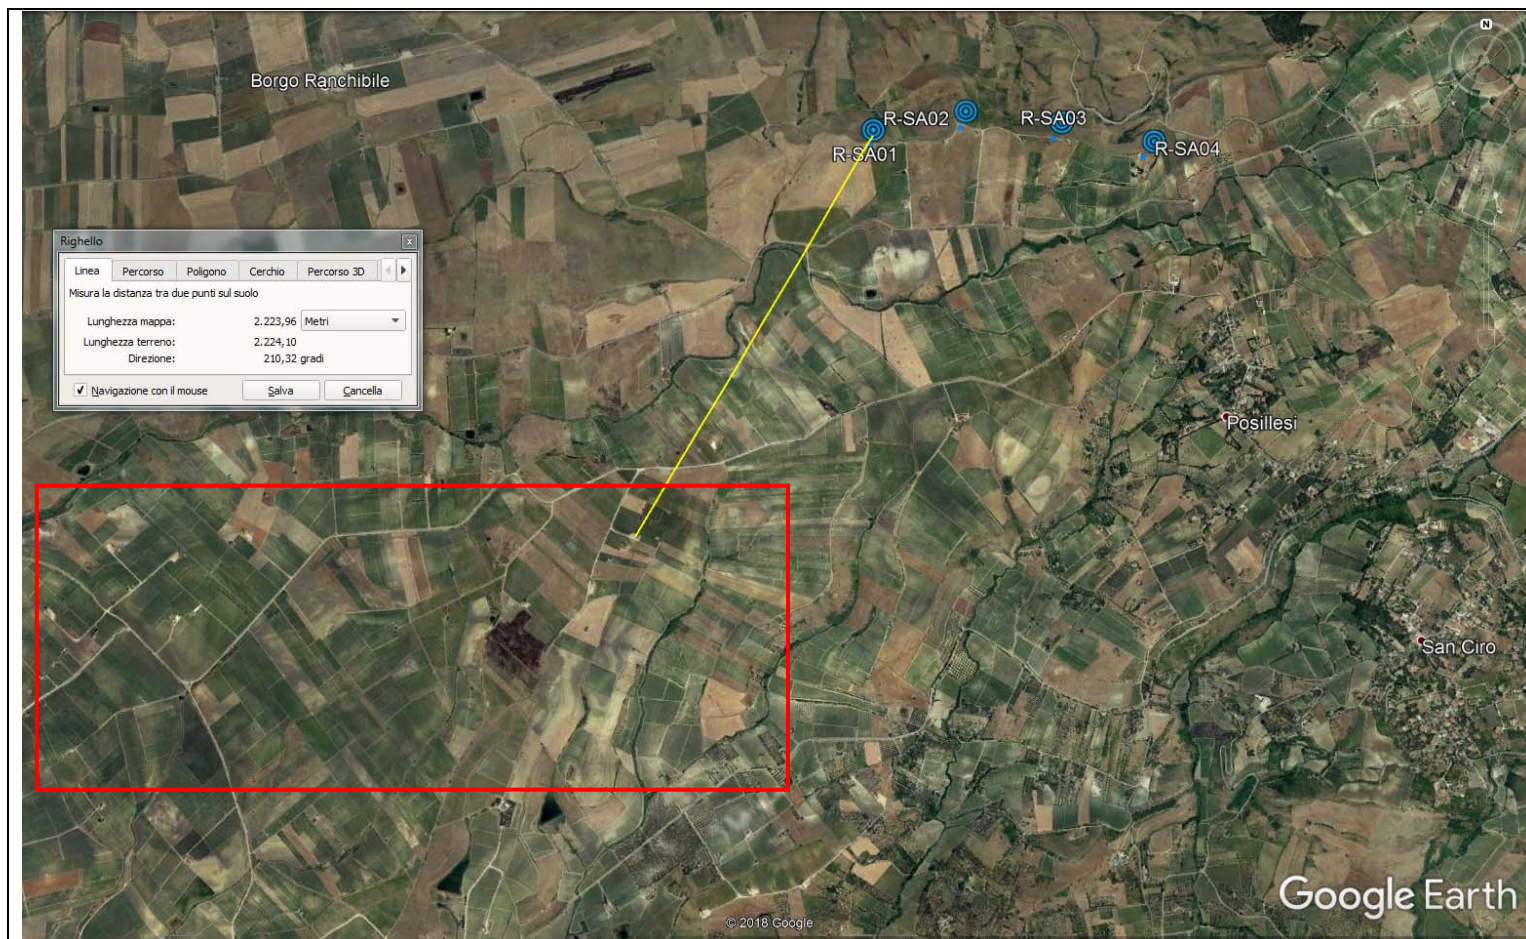 N
Borgo Ranchibile
R-SA02
R-SA03
R-SA01
R-SA04
Righello
Linea Percorso Poligono Cerchio Percorso 3D
Misura la distanza tra due punti sul suolo
Lunghezza mappa: 2.223,96 Metri
Lunghezza terreno: 2.224,10
Direzione: 210,32 gradi
Navigazione con il mouse Salva Cancella
Posillesi
San Ciro
Google Earth
© 2018 Google